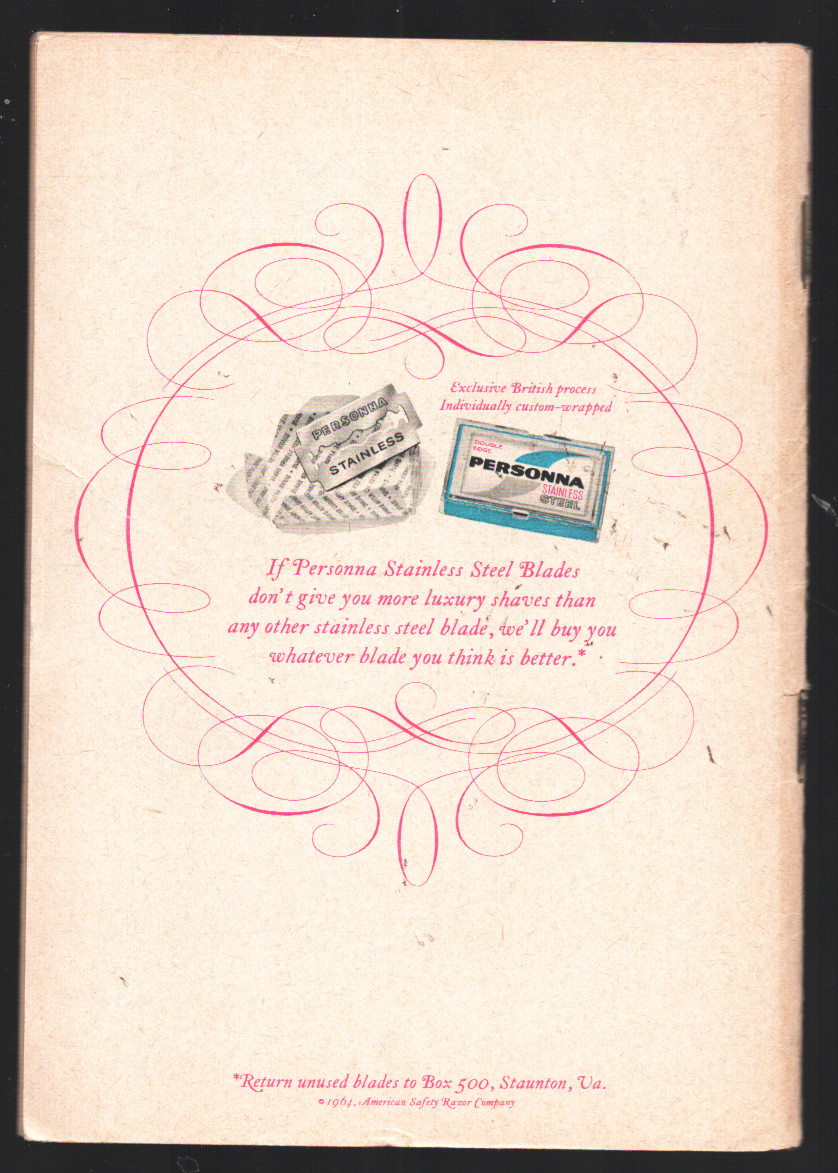 Exclusive British process
Individually custom-wrapped
PERSONNA
STAINLESS
DOUBLE
EDGE
PERSONNA
STAINLESS
STEEL
If Personna Stainless Steel Blades
don't give you more luxury shaves than
any other stainless steel blade, we'll buy you
whatever blade you think is better.*
*Return unused blades to Box 500, Staunton, Va.
© 1964, American Safety Razor Company